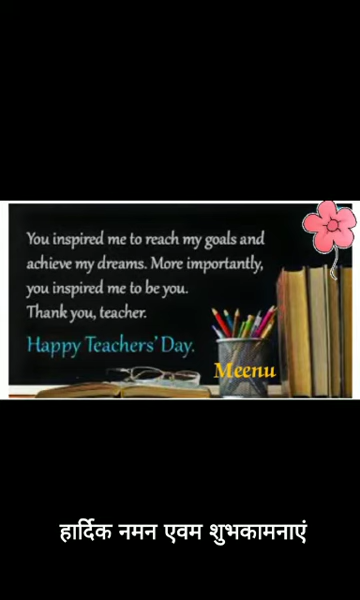 You inspired me to reach my goals and
achieve my dreams. More importantly,
you inspired me to be you.
Thank you, teacher.
Happy Teachers' Day.
Meenu
हार्दिक नमन एवम शुभकामनाएं